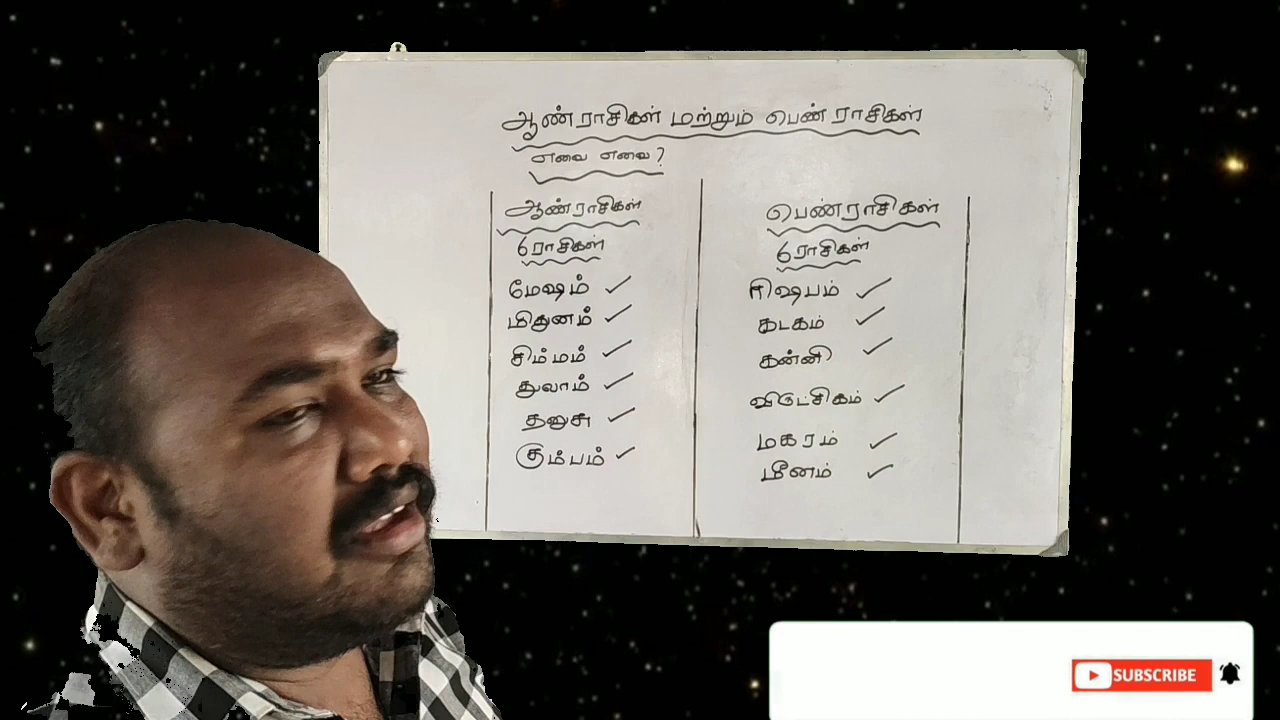 ஆண்ராசிகள் மற்றும் பெண் ராசிகள்
எவை எவை?
ஆண்ராசிகள்
6 ராசிகள்
மேஷம்
மிதுனம்
சிம்மம்
துலாம்
தனுசு
கும்பம்
பெண்ராசிகள்
6 ராசிகள்
ரிஷபம்
கடகம்
கன்னி
விருட்சிகம்
மகரம்
மீனம்
SUBSCRIBE